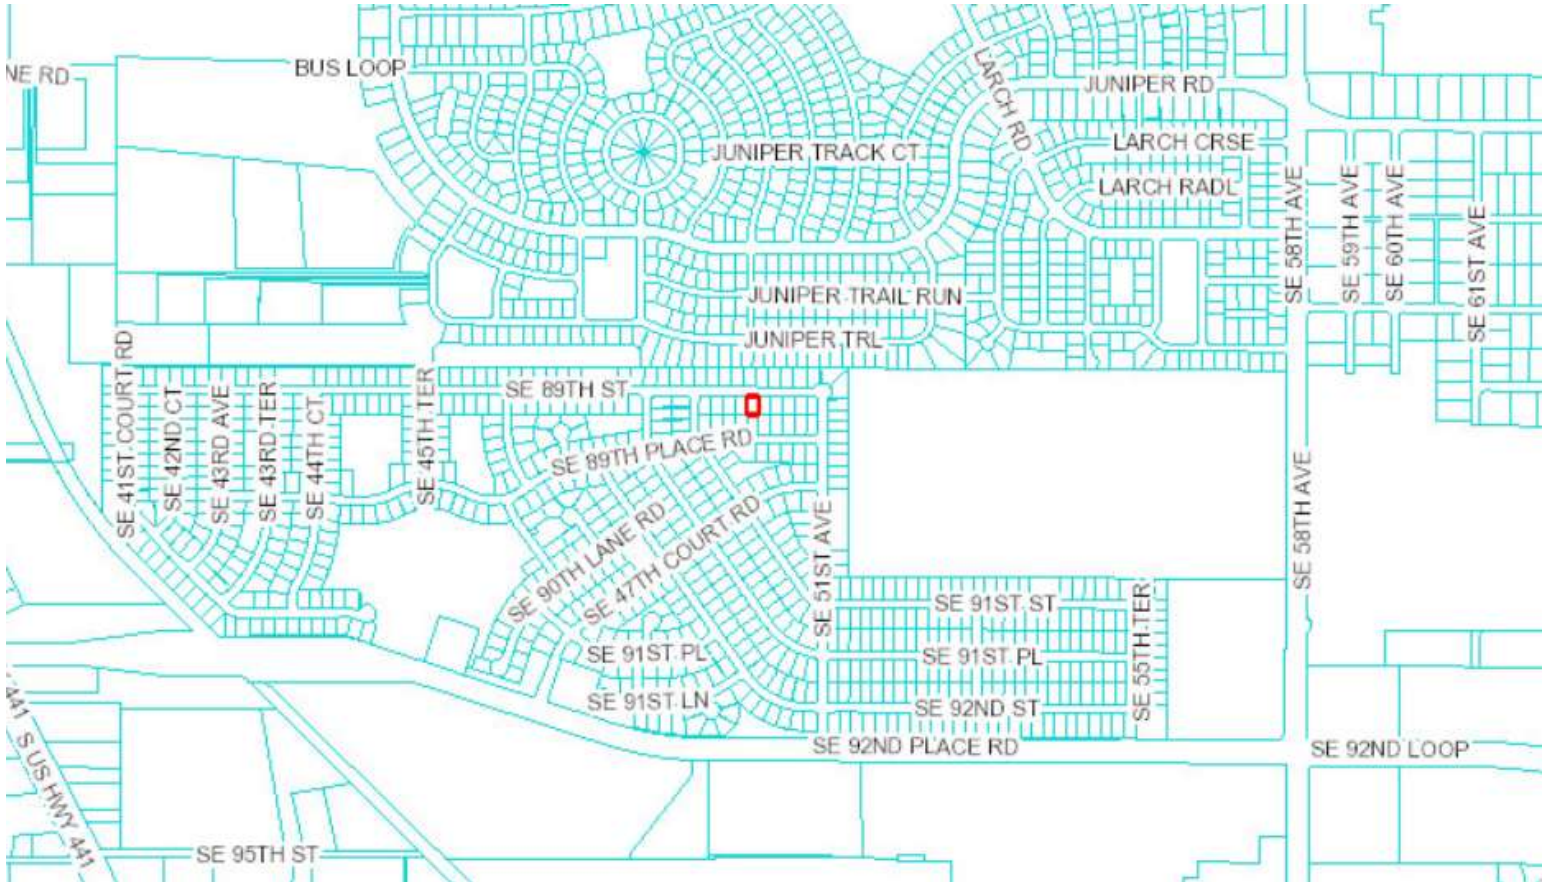 NE RD
BUS LOOP
LARCH RD
JUNIPER RD
JUNIPER TRACK CT
LARCH CRSE
LARCH RADL
SE 58TH AVE
SE 59TH AVE
SE 60TH AVE
SE 61ST AVE
JUNIPER TRAIL RUN
JUNIPER TRL
SE 41ST COURT RD
SE 42ND CT
SE 43RD AVE
SE 43RD TER
SE 44TH CT
SE 45TH TER
SE 89TH ST
SE 89TH PLACE RD
SE 90TH LANE RD
SE 47TH COURT RD
SE 51ST AVE
SE 58TH AVE
SE 91ST ST
SE 91ST PL
SE 91ST PL
SE 55TH TER
SE 91ST LN
SE 92ND ST
SE 92ND PLACE RD
SE 92ND LOOP
441
S US HWY 441
SE 95TH ST